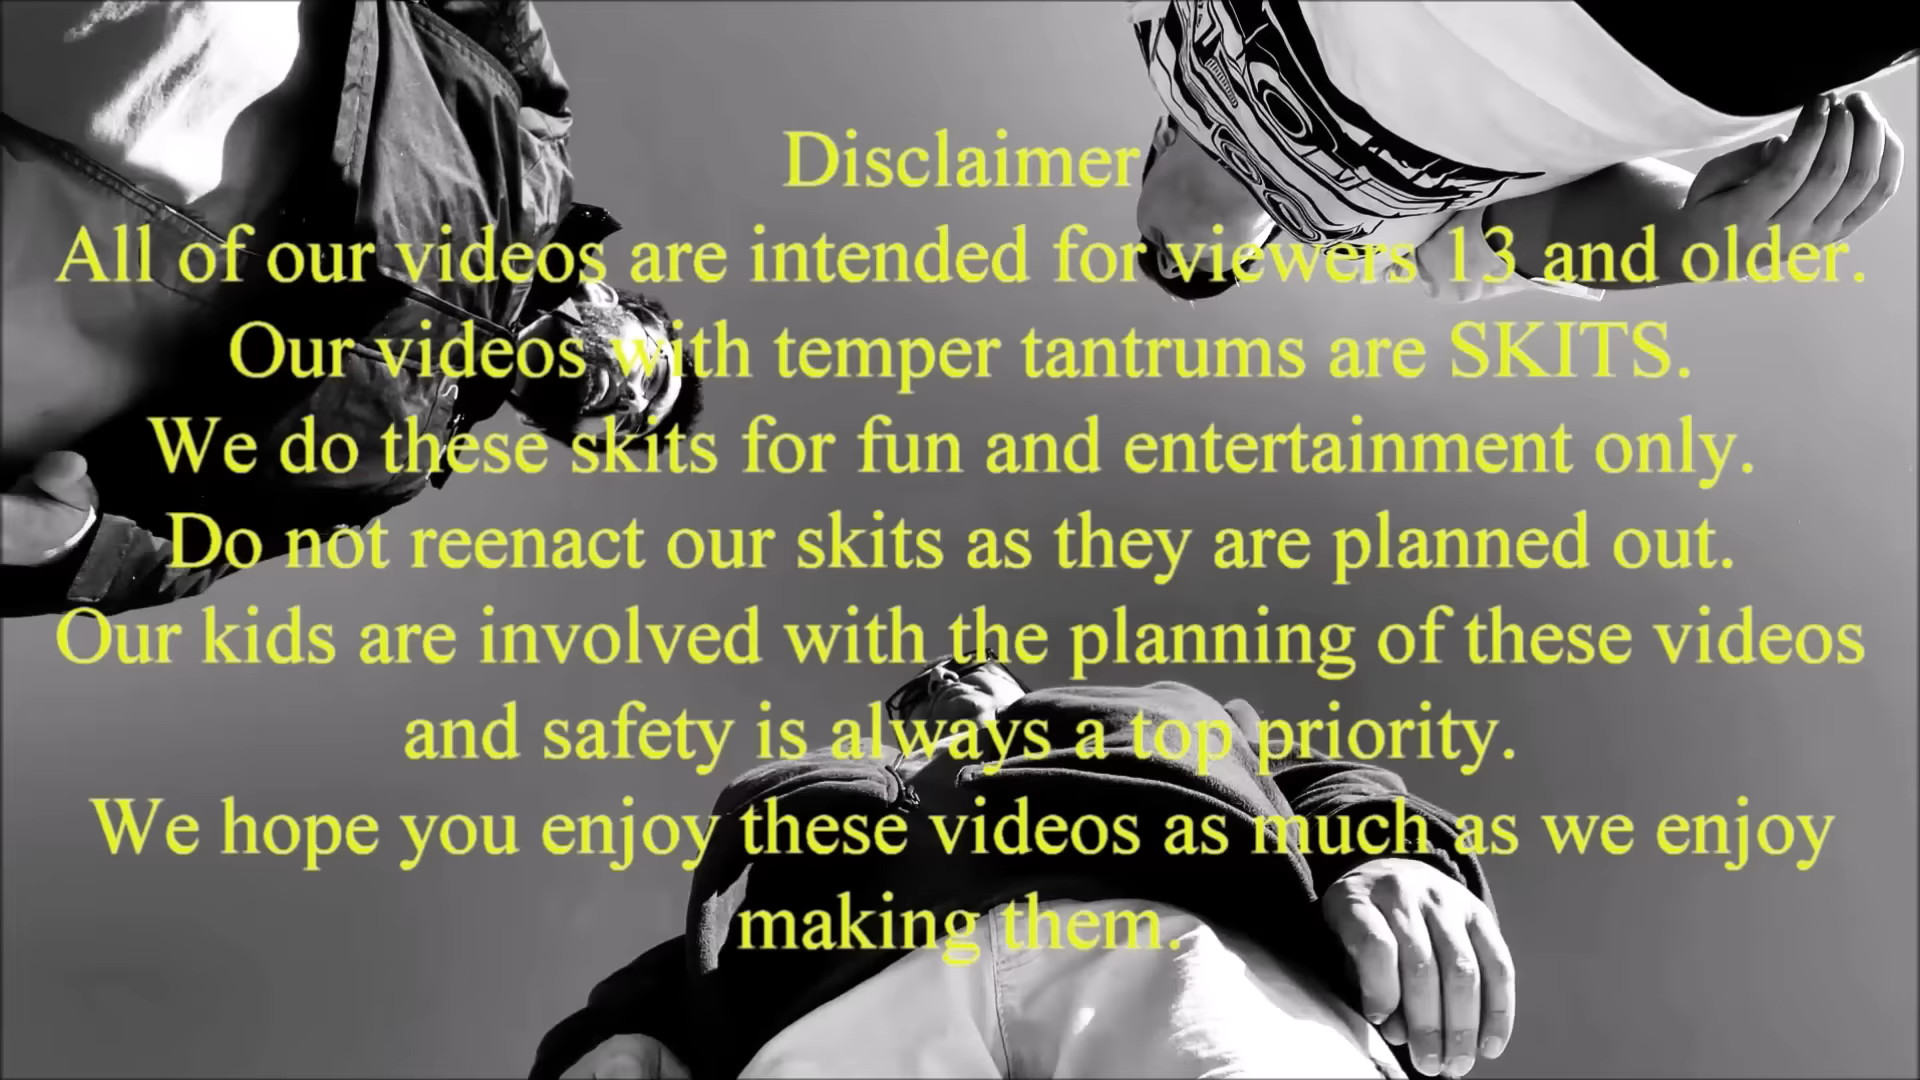 Disclaimer
All of our videos are intended for viewers 13 and older.
Our videos with temper tantrums are SKITS.
We do these skits for fun and entertainment only.
Do not reenact our skits as they are planned out.
Our kids are involved with the planning of these videos
and safety is always a top priority.
We hope you enjoy these videos as much as we enjoy
making them.